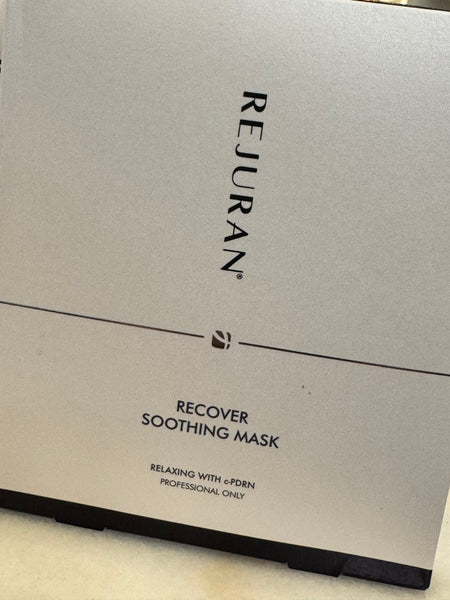 REJURAN®
RECOVER
SOOTHING MASK
RELAXING WITH c-PDRN
PROFESSIONAL ONLY